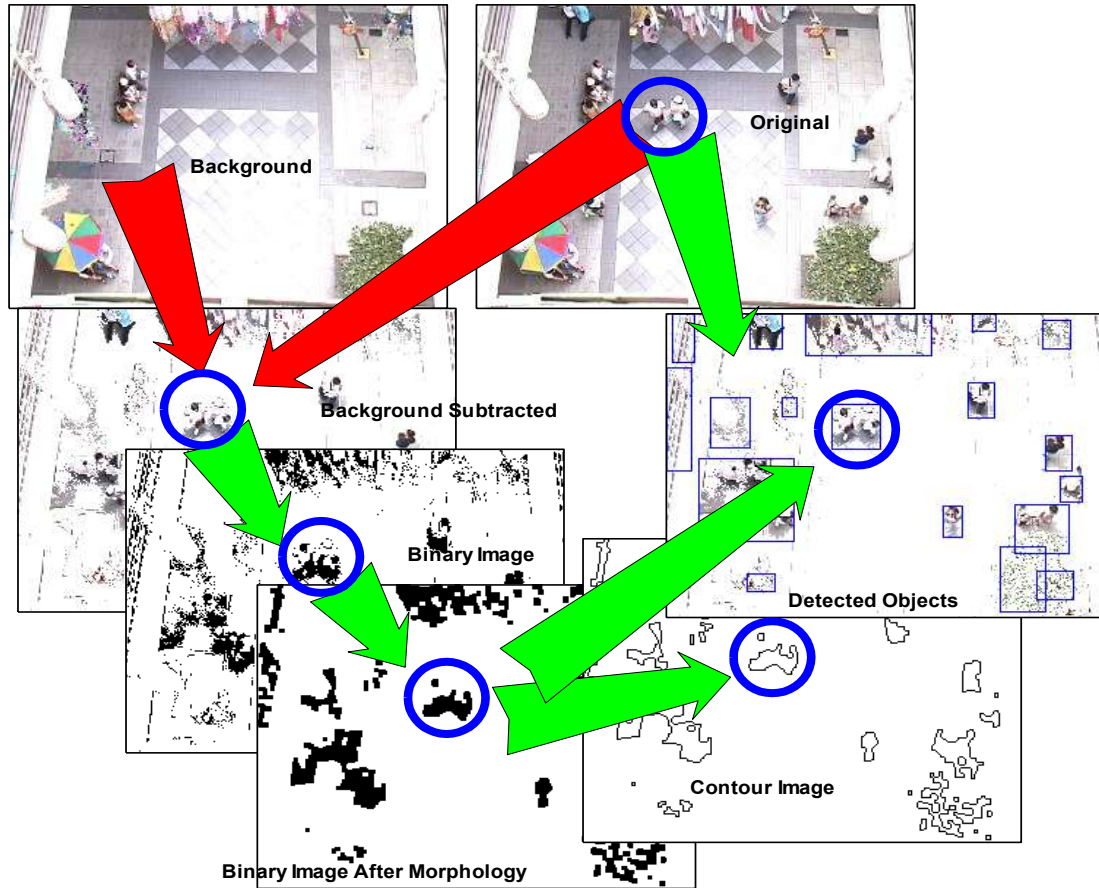 Original
Background
Background Subtracted
Binary Image
Detected Objects
Contour Image
Binary Image After Morphology